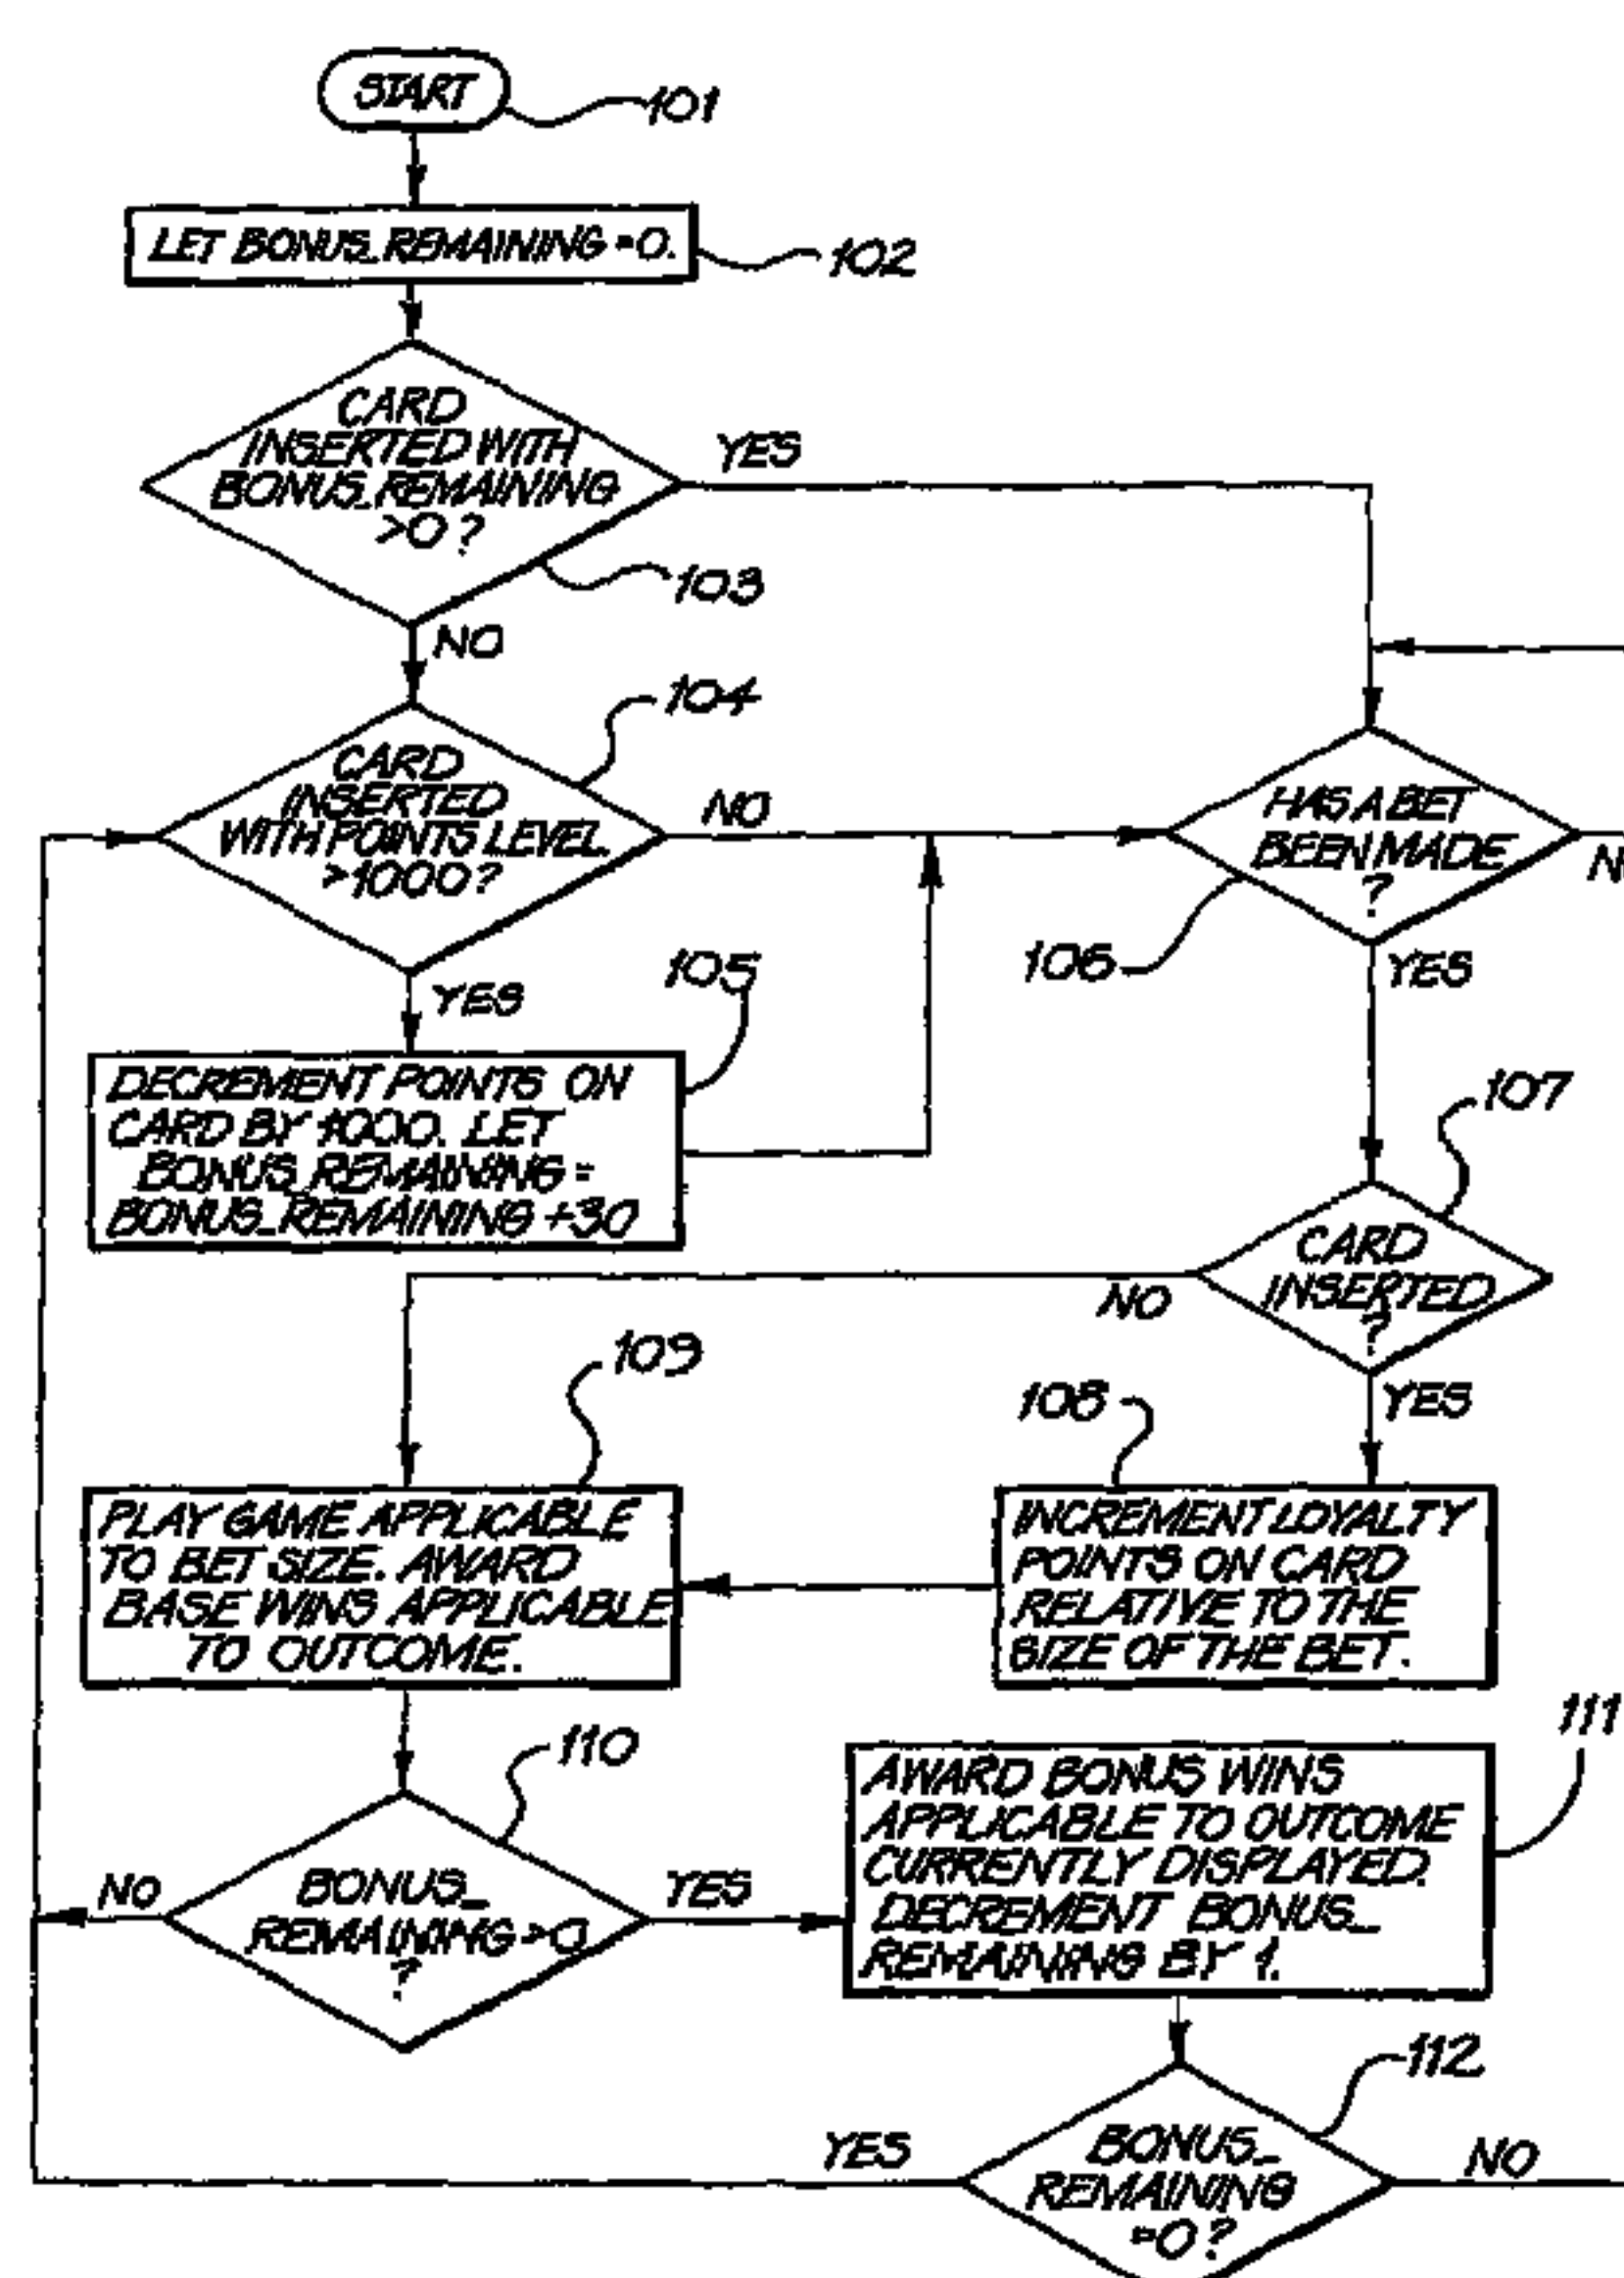 START
101
LET BONUS_REMAINING =0.
102
CARD
INSERTED WITH
BONUS_REMAINING
>0?
YES
103
NO
104
CARD
INSERTED
WITH POINTS LEVEL
>1000?
NO
HAS A BET
BEEN MADE
?
106
YES
YES
105
DECREMENT POINTS ON
CARD BY 1000. LET
BONUS_REMAINING =
BONUS_REMAINING +30
107
CARD
INSERTED
?
NO
YES
109
108
PLAY GAME APPLICABLE
TO BET SIZE. AWARD
BASE WINS APPLICABLE
TO OUTCOME.
INCREMENT LOYALTY
POINTS ON CARD
RELATIVE TO THE
SIZE OF THE BET.
110
111
BONUS_
REMAINING >0
?
NO
YES
AWARD BONUS WINS
APPLICABLE TO OUTCOME
CURRENTLY DISPLAYED.
DECREMENT BONUS_
REMAINING BY 1.
112
YES
BONUS_
REMAINING
=0?
NO